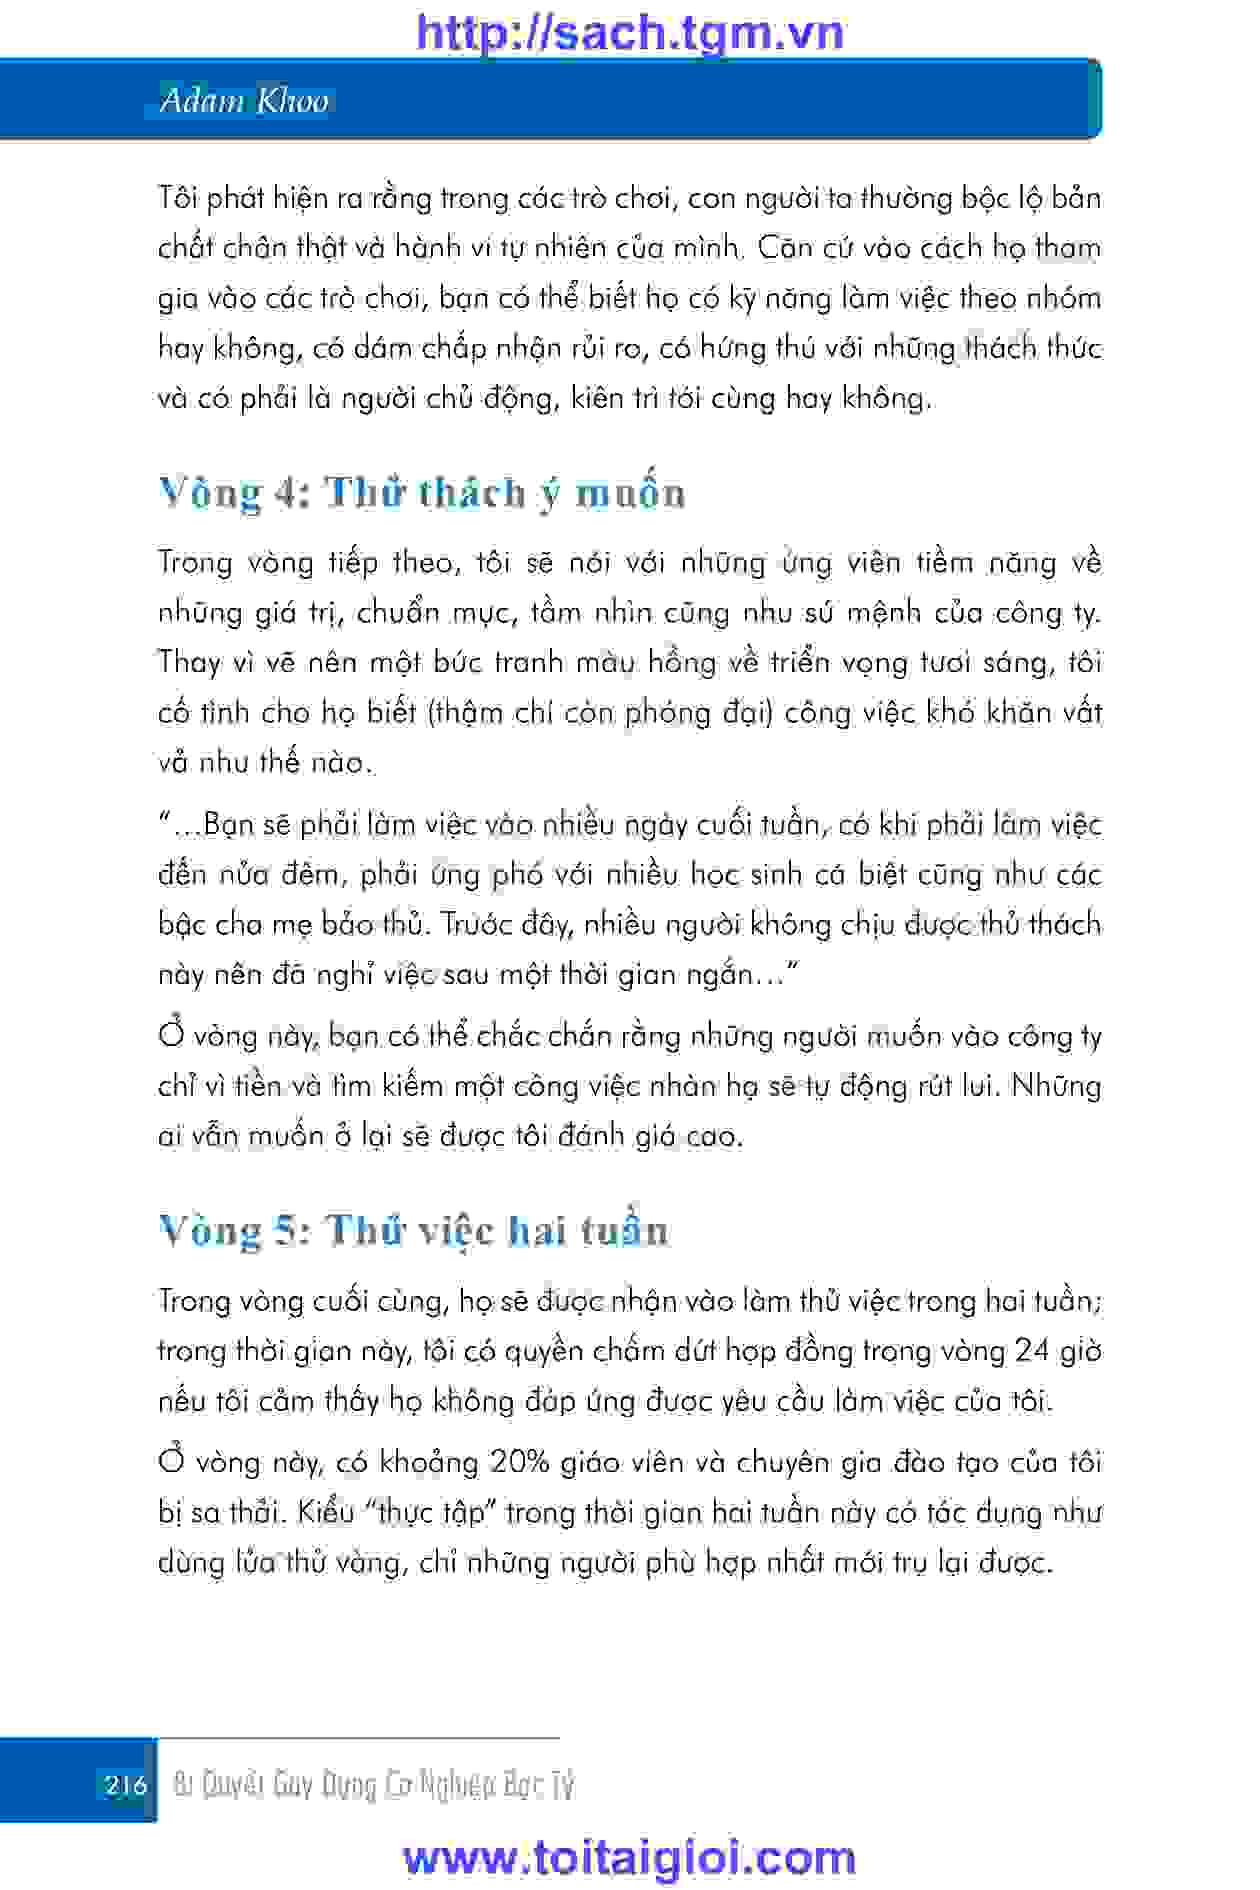 http://sach.tgm.vn
Adam Khoo
Tôi phát hiện ra rằng trong các trò chơi, con người ta thường bộc lộ bản
chất chân thật và hành vi tự nhiên của mình. Căn cứ vào cách họ tham
gia vào các trò chơi, bạn có thể biết họ có kỹ năng làm việc theo nhóm
hay không, có dám chấp nhận rủi ro, có hứng thú với những thách thức
và có phải là người chủ động, kiên trì tới cùng hay không.
Vòng 4: Thử thách ý muốn
Trong vòng tiếp theo, tôi sẽ nói với những ứng viên tiềm năng về
những giá trị, chuẩn mực, tầm nhìn cũng như sứ mệnh của công ty.
Thay vì vẽ nên một bức tranh màu hồng về triển vọng tươi sáng, tôi
cố tình cho họ biết (thậm chí còn phóng đại) công việc khó khăn vất
vả như thế nào.
“...Bạn sẽ phải làm việc vào nhiều ngày cuối tuần, có khi phải làm việc
đến nửa đêm, phải ứng phó với nhiều học sinh cá biệt cũng như các
bậc cha mẹ bảo thủ. Trước đây, nhiều người không chịu được thử thách
này nên đã nghỉ việc sau một thời gian ngắn...”
Ở vòng này, bạn có thể chắc chắn rằng những người muốn vào công ty
chỉ vì tiền và tìm kiếm một công việc nhàn hạ sẽ tự động rút lui. Những
ai vẫn muốn ở lại sẽ được tôi đánh giá cao.
Vòng 5: Thử việc hai tuần
Trong vòng cuối cùng, họ sẽ được nhận vào làm thử việc trong hai tuần;
trong thời gian này, tôi có quyền chấm dứt hợp đồng trong vòng 24 giờ
nếu tôi cảm thấy họ không đáp ứng được yêu cầu làm việc của tôi.
Ở vòng này, có khoảng 20% giáo viên và chuyên gia đào tạo của tôi
bị sa thải. Kiểu “thực tập” trong thời gian hai tuần này có tác dụng như
dùng lửa thử vàng, chỉ những người phù hợp nhất mới trụ lại được.
216 Bí Quyết Gây Dựng Cơ Nghiệp Bạc Tỷ
www.toitaigioi.com